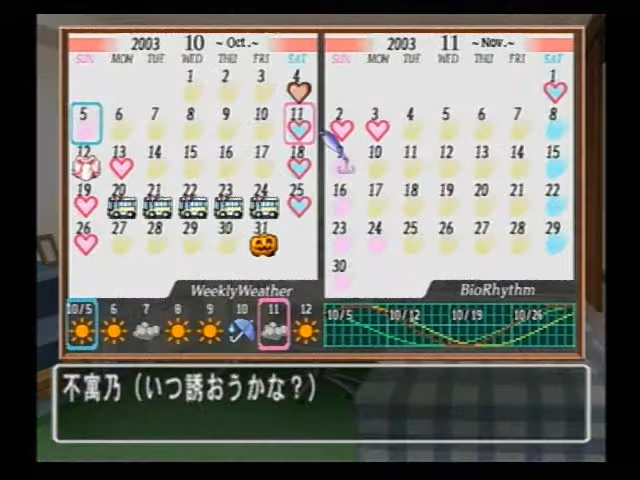 2003 10 ~Oct.~
SUN MON TUE WED THU FRI SAT
1 2 3 4
5 6 7 8 9 10 11
12 13 14 15 16 17 18
19 20 21 22 23 24 25
26 27 28 29 30 31
2003 11 ~Nov.~
SUN MON TUE WED THU FRI SAT
1
2 3 4 5 6 7 8
10 11 12 13 14 15
16 17 18 19 20 21 22
23 24 25 26 27 28 29
30
WeeklyWeather
10/5 6 7 8 9 10 11 12
BioRhythm
10/5 10/12 10/19 10/26
不寓乃(いつ誘おうかな?)